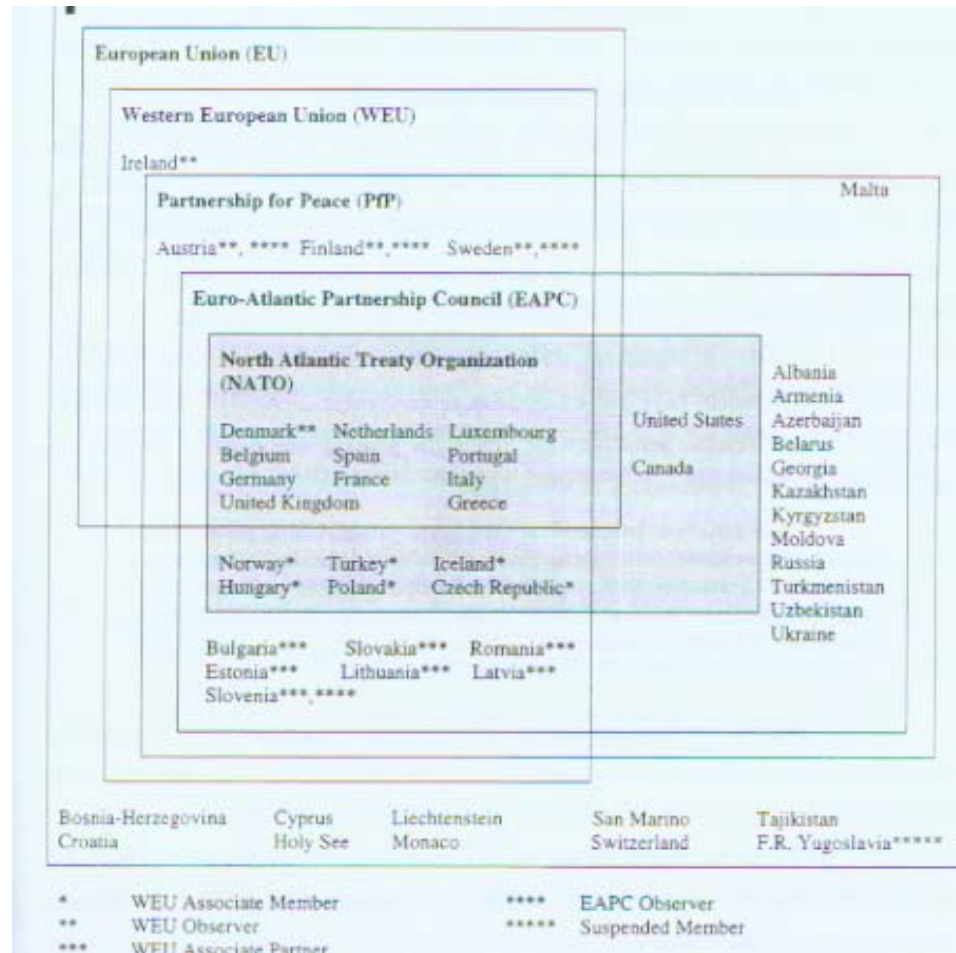 European Union (EU)
Western European Union (WEU)
Ireland**
Malta
Partnership for Peace (PfP)
Austria**, **** Finland**,**** Sweden**,****
Euro-Atlantic Partnership Council (EAPC)
North Atlantic Treaty Organization
(NATO)
Denmark** Netherlands Luxembourg
Belgium Spain Portugal
Germany France Italy
United Kingdom Greece
United States
Canada
Albania
Armenia
Azerbaijan
Belarus
Georgia
Kazakhstan
Kyrgyzstan
Moldova
Russia
Turkmenistan
Uzbekistan
Ukraine
Norway* Turkey* Iceland*
Hungary* Poland* Czech Republic*
Bulgaria*** Slovakia*** Romania***
Estonia*** Lithuania*** Latvia***
Slovenia***,****
Bosnia-Herzegovina Cyprus Liechtenstein San Marino Tajikistan
Croatia Holy See Monaco Switzerland F.R. Yugoslavia*****
* WEU Associate Member **** EAPC Observer
** WEU Observer ***** Suspended Member
*** WEU Associate Partner